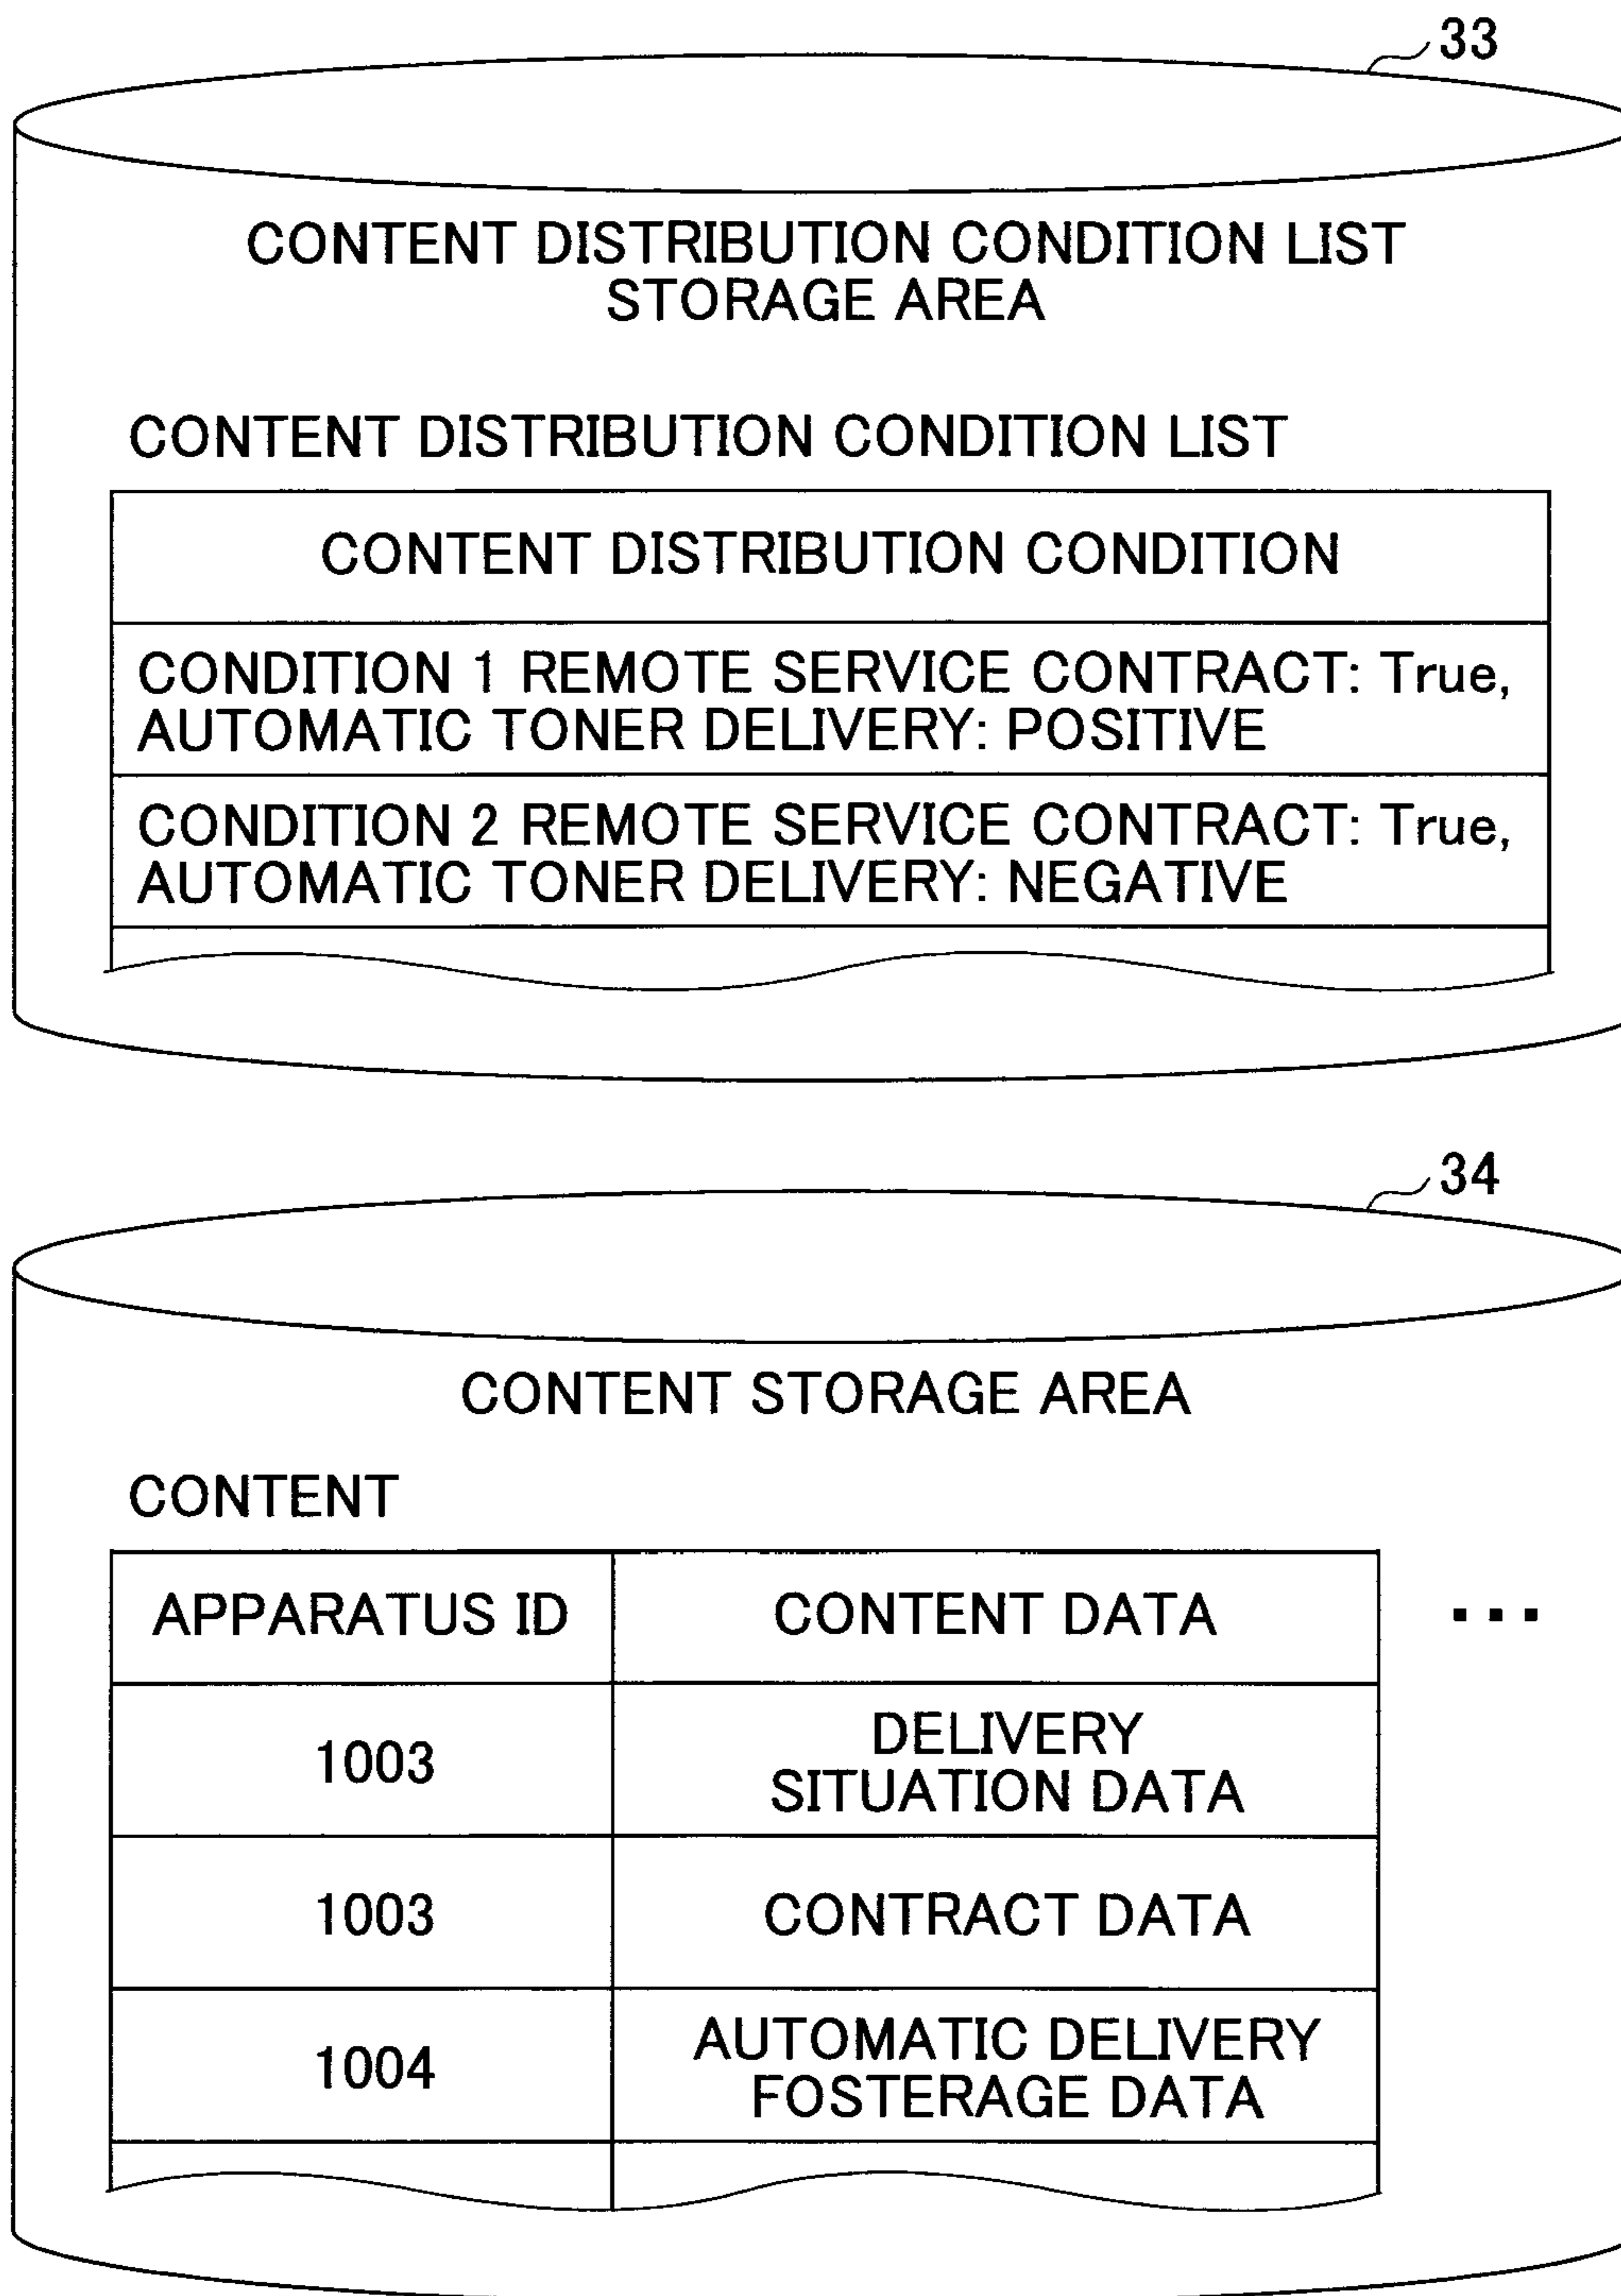 33
CONTENT DISTRIBUTION CONDITION LIST
STORAGE AREA
CONTENT DISTRIBUTION CONDITION LIST
CONTENT DISTRIBUTION CONDITION
CONDITION 1 REMOTE SERVICE CONTRACT: True,
AUTOMATIC TONER DELIVERY: POSITIVE
CONDITION 2 REMOTE SERVICE CONTRACT: True,
AUTOMATIC TONER DELIVERY: NEGATIVE
34
CONTENT STORAGE AREA
CONTENT
APPARATUS ID
CONTENT DATA
...
1003
DELIVERY
SITUATION DATA
1003
CONTRACT DATA
1004
AUTOMATIC DELIVERY
FOSTERAGE DATA